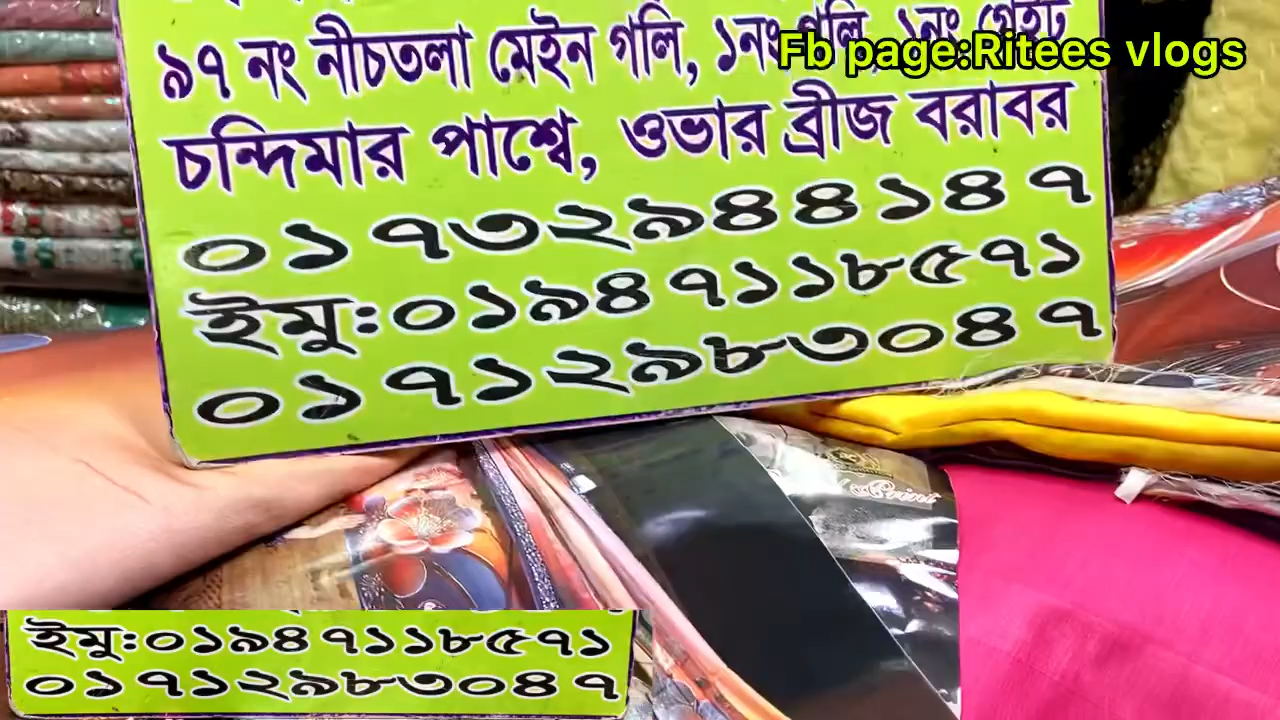 ৯৭ নং নীচতলা মেইন গলি, ১নং গলি, ১নং গেইট
Fb page:Ritees vlogs
চন্দিমার পাশ্বে, ওভার ব্রীজ বরাবর
০১৭৩২৯৪৪১৪৭
ইমু:০১৯৪৭১১৮৫৭১
০১৭১২৯৮৩০৪৭
Point
ইমু:০১৯৪৭১১৮৫৭১
০১৭১২৯৮৩০৪৭